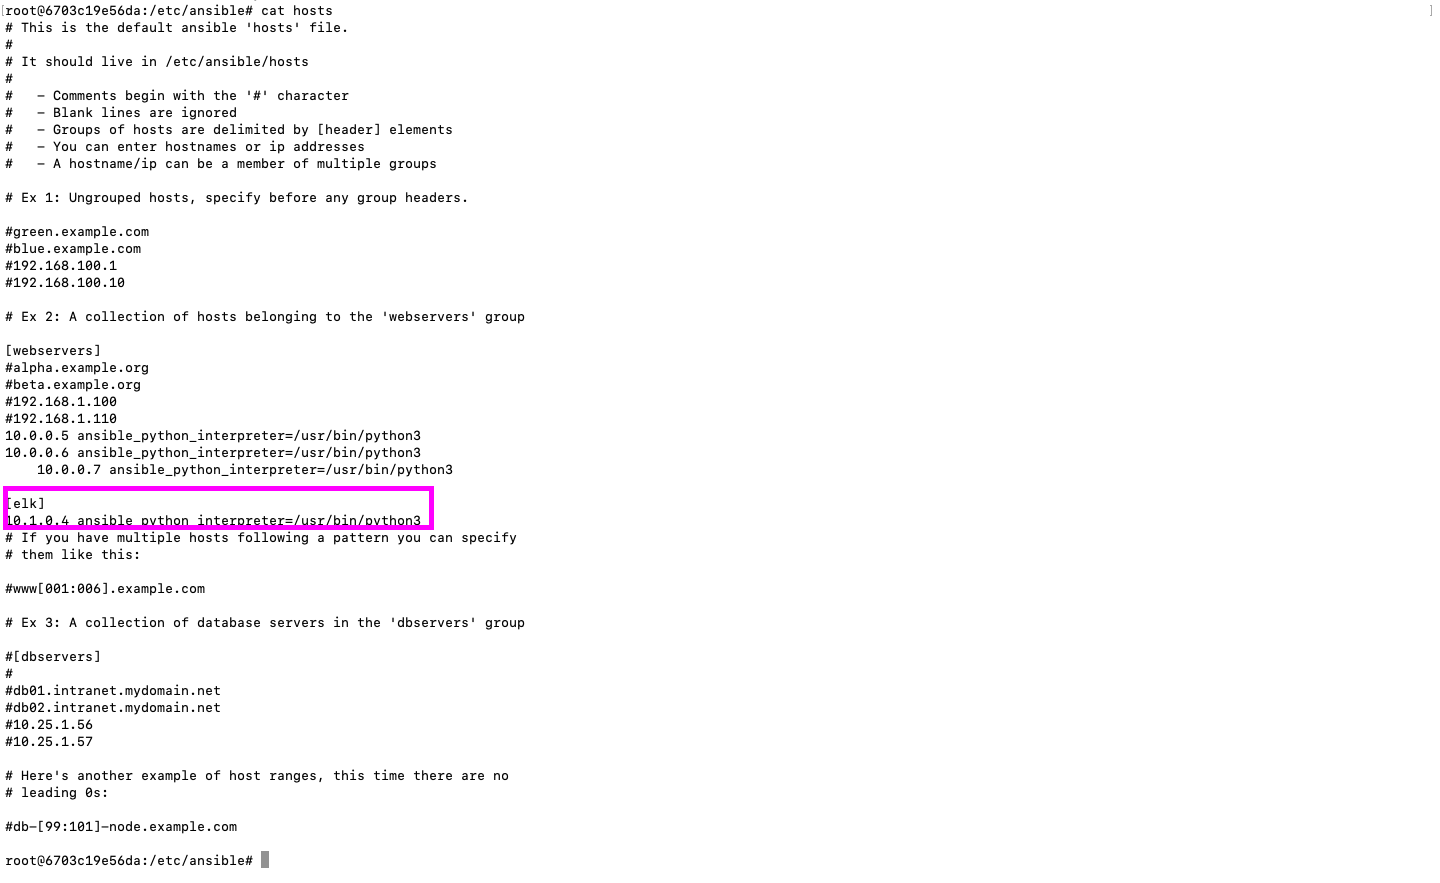 root@6703c19e56da:/etc/ansible# cat hosts
# This is the default ansible 'hosts' file.
#
# It should live in /etc/ansible/hosts
#
#   - Comments begin with the '#' character
#   - Blank lines are ignored
#   - Groups of hosts are delimited by [header] elements
#   - You can enter hostnames or ip addresses
#   - A hostname/ip can be a member of multiple groups

# Ex 1: Ungrouped hosts, specify before any group headers.

#green.example.com
#blue.example.com
#192.168.100.1
#192.168.100.10

# Ex 2: A collection of hosts belonging to the 'webservers' group

[webservers]
#alpha.example.org
#beta.example.org
#192.168.1.100
#192.168.1.110
10.0.0.5 ansible_python_interpreter=/usr/bin/python3
10.0.0.6 ansible_python_interpreter=/usr/bin/python3
    10.0.0.7 ansible_python_interpreter=/usr/bin/python3

[elk]
10.1.0.4 ansible_python_interpreter=/usr/bin/python3
# If you have multiple hosts following a pattern you can specify
# them like this:

#www[001:006].example.com

# Ex 3: A collection of database servers in the 'dbservers' group

#[dbservers]
#
#db01.intranet.mydomain.net
#db02.intranet.mydomain.net
#10.25.1.56
#10.25.1.57

# Here's another example of host ranges, this time there are no
# leading 0s:

#db-[99:101]-node.example.com

root@6703c19e56da:/etc/ansible#